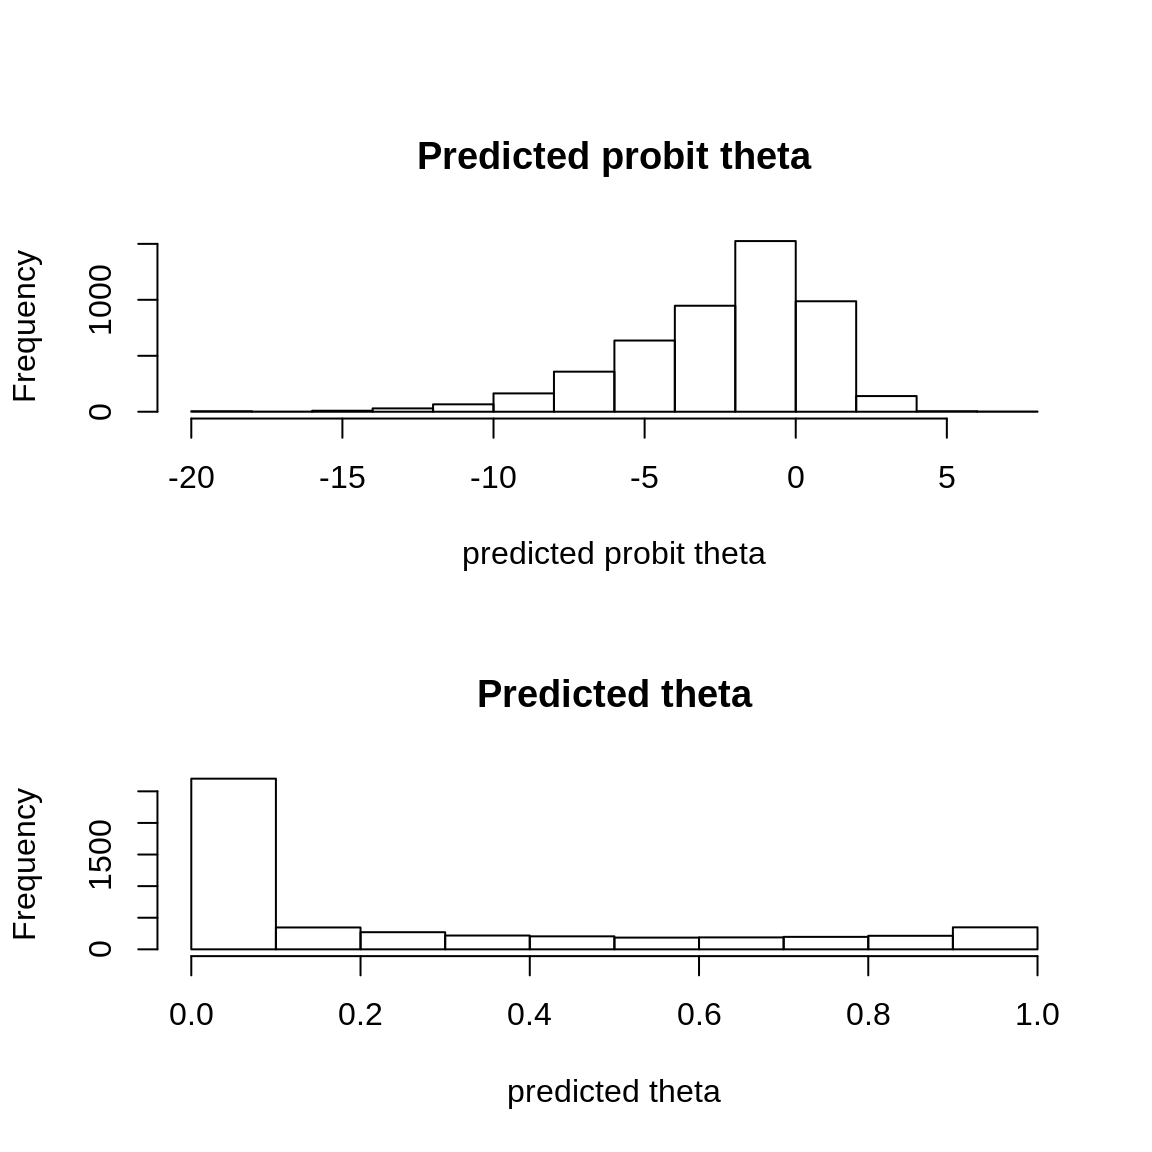 Predicted probit theta
Frequency
1000
0
-20 -15 -10 -5 0 5
predicted probit theta
Predicted theta
Frequency
1500
0
0.0 0.2 0.4 0.6 0.8 1.0
predicted theta